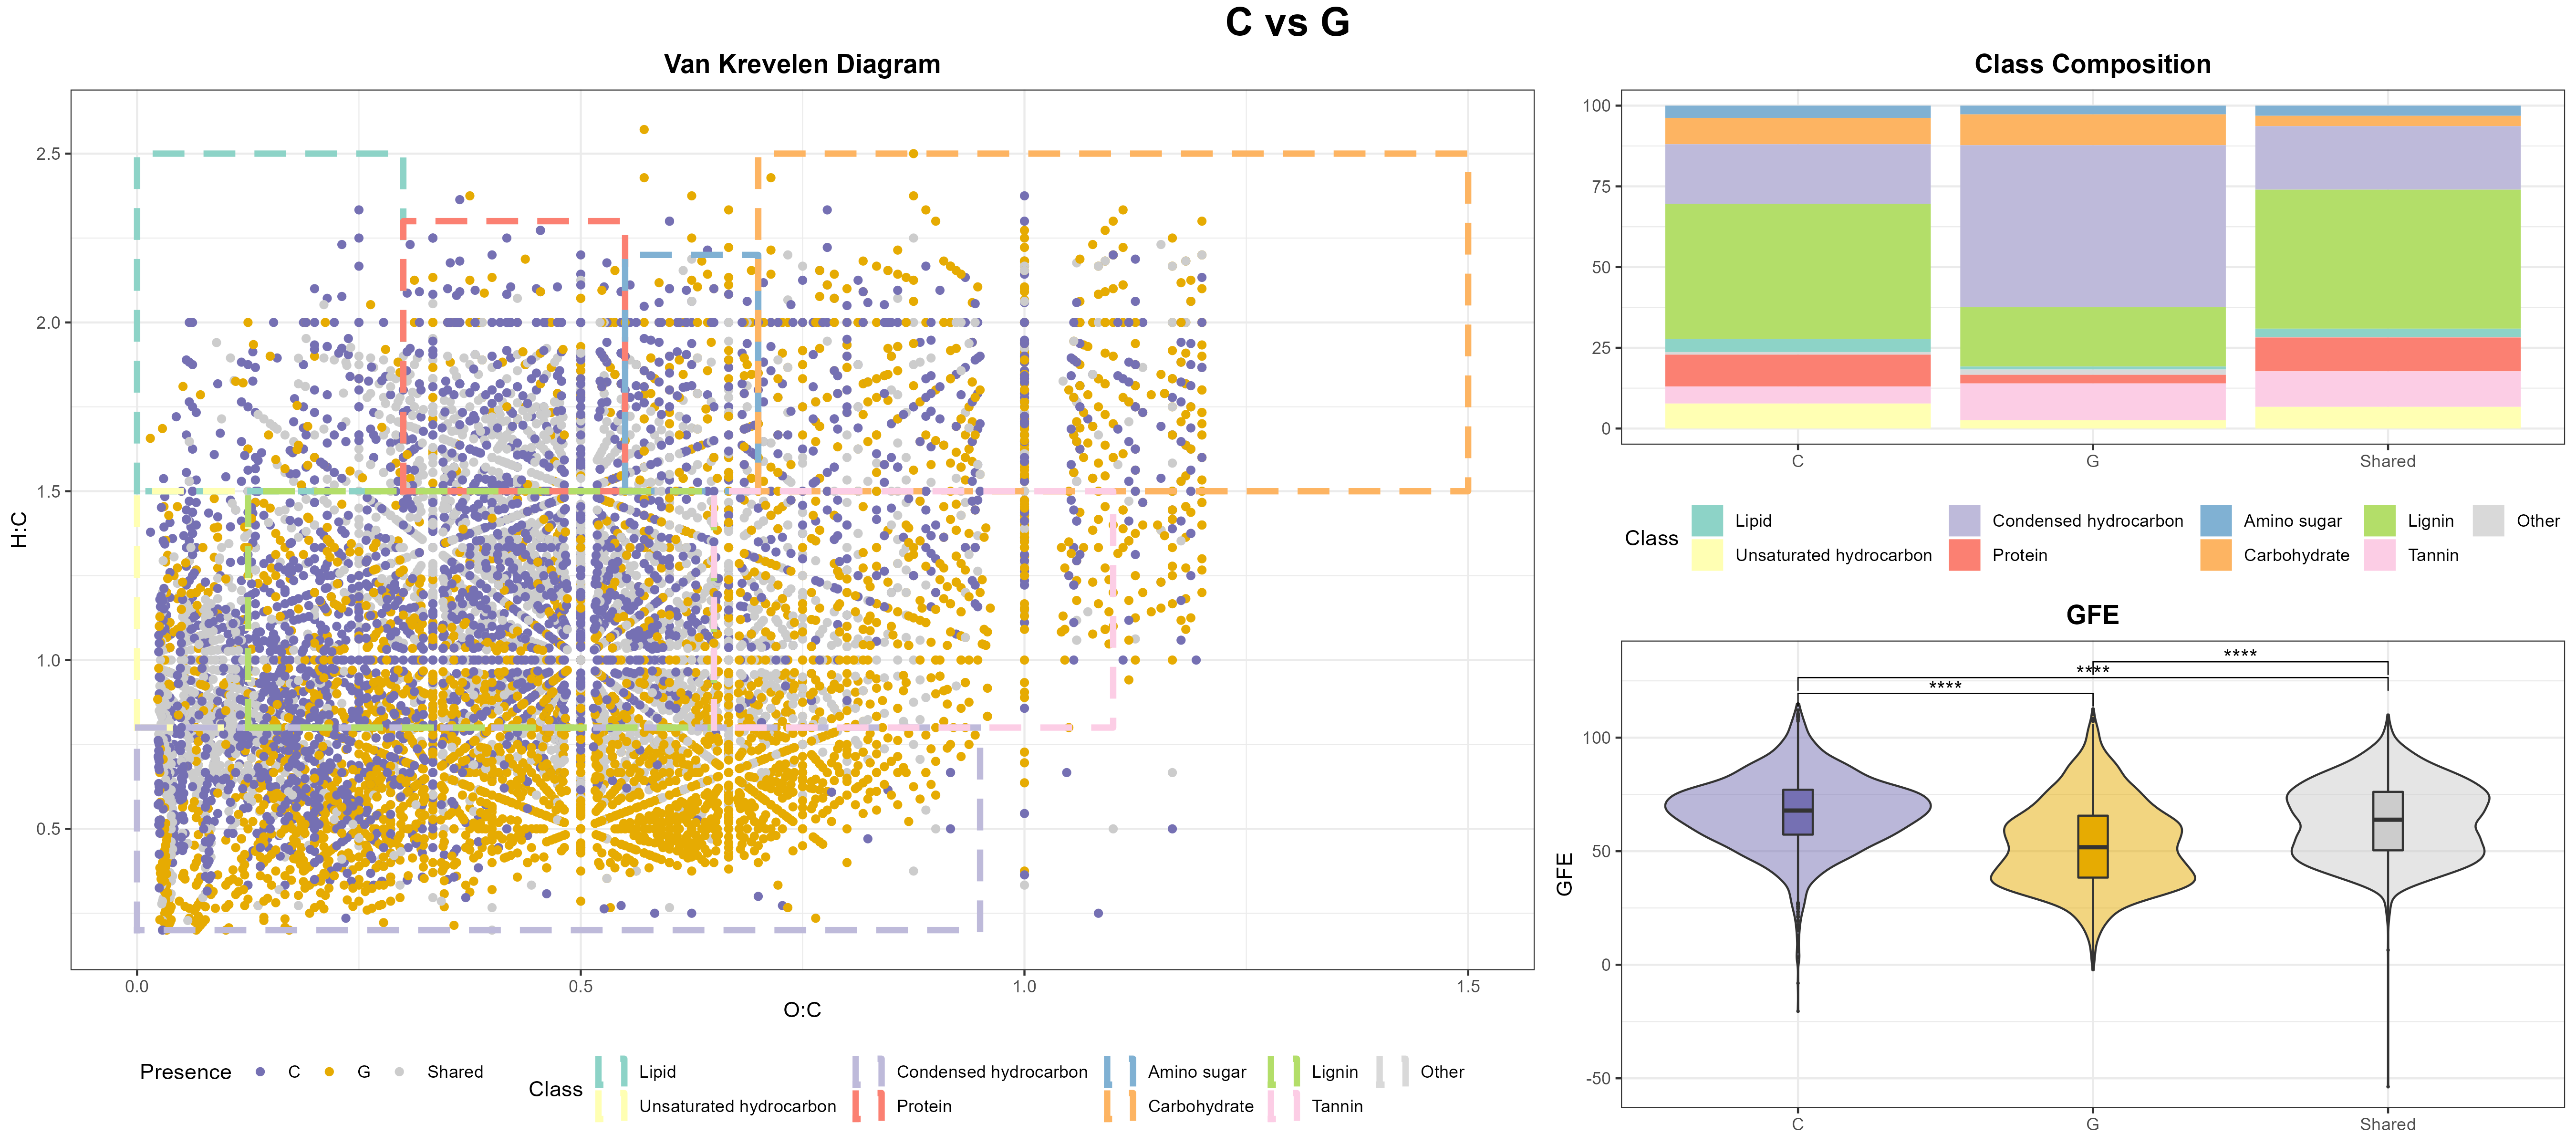 C vs G
Van Krevelen Diagram
H:C
2.5
2.0
1.5
1.0
0.5
0.0 0.5 1.0 1.5
O:C
Presence C G Shared
Class Lipid Condensed hydrocarbon Amino sugar Lignin Other
Unsaturated hydrocarbon Protein Carbohydrate Tannin
Class Composition
100
75
50
25
0
C G Shared
Class Lipid Condensed hydrocarbon Amino sugar Lignin Other
Unsaturated hydrocarbon Protein Carbohydrate Tannin
GFE
GFE
100
50
0
-50
****
****
****
C G Shared